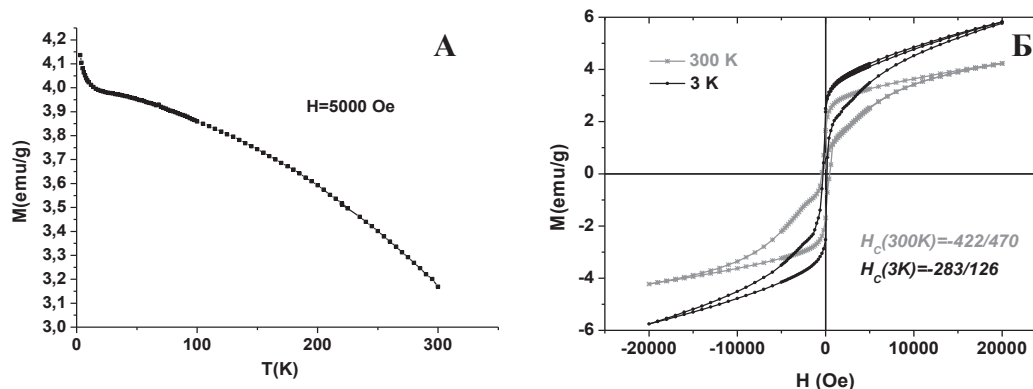 А
4,2
4,1
4,0
3,9
3,8
3,7
3,6
3,5
3,4
3,3
3,2
3,1
3,0
M(emu/g)
H=5000 Oe
0
50
100
150
200
250
300
T(K)
Б
6
4
2
0
-2
-4
-6
M(emu/g)
300 K
3 K
H_C(300K)=-422/470
H_C(3K)=-283/126
-20000
-10000
0
10000
20000
H (Oe)